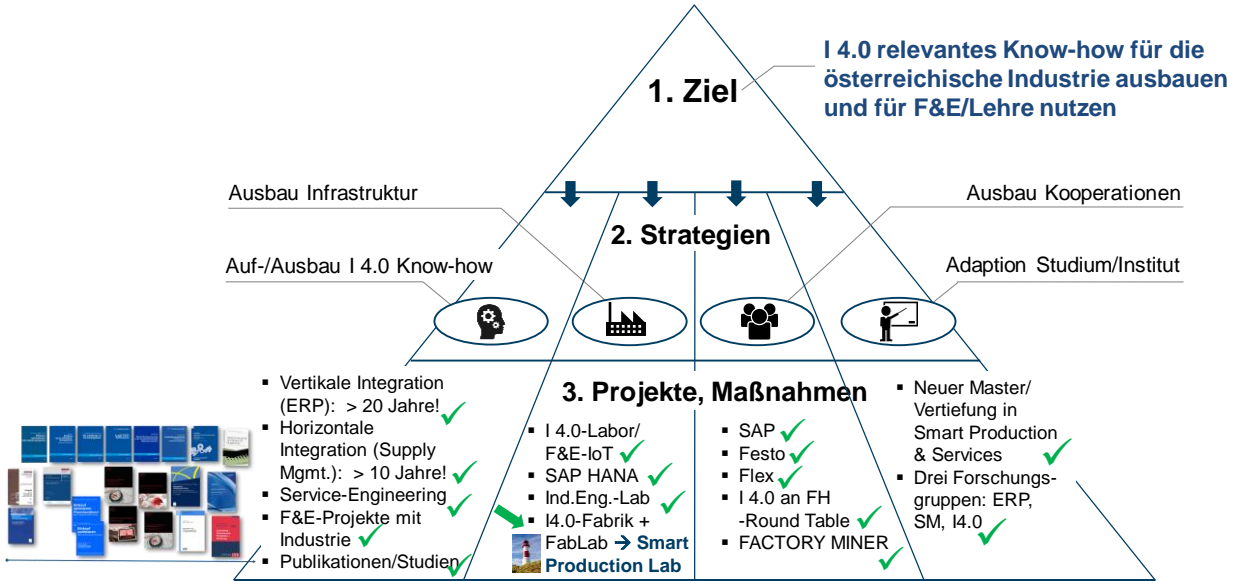 I 4.0 relevantes Know-how für die
österreichische Industrie ausbauen
und für F&E/Lehre nutzen
1. Ziel
Ausbau Infrastruktur
Ausbau Kooperationen
2. Strategien
Auf-/Ausbau I 4.0 Know-how
Adaption Studium/Institut
3. Projekte, Maßnahmen
▪ Vertikale Integration
(ERP): > 20 Jahre!
▪ Horizontale
Integration (Supply
Mgmt.): > 10 Jahre!
▪ Service-Engineering
▪ F&E-Projekte mit
Industrie
▪ Publikationen/Studien
▪ I 4.0-Labor/
F&E-IoT
▪ SAP HANA
▪ Ind.Eng.-Lab
▪ I4.0-Fabrik +
FabLab → Smart
Production Lab
▪ SAP
▪ Festo
▪ Flex
▪ I 4.0 an FH
-Round Table
▪ FACTORY MINER
▪ Neuer Master/
Vertiefung in
Smart Production
& Services
▪ Drei Forschungs-
gruppen: ERP,
SM, I4.0